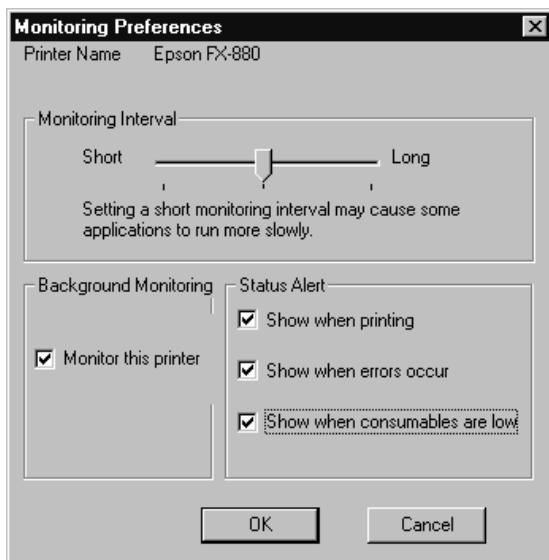 Monitoring Preferences
Printer Name Epson FX-880
Monitoring Interval
Short Long
Setting a short monitoring interval may cause some
applications to run more slowly.
Background Monitoring
Monitor this printer
Status Alert
Show when printing
Show when errors occur
Show when consumables are low
OK Cancel